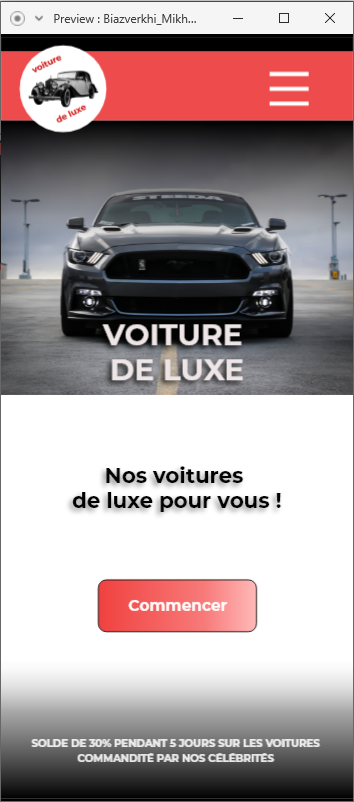 Preview : Biazverkhi_Mikh...
voiture
de luxe
STEEDA
VOITURE
DE LUXE
Nos voitures
de luxe pour vous !
Commencer
SOLDE DE 30% PENDANT 5 JOURS SUR LES VOITURES
COMMANDITÉ PAR NOS CÉLÉBRITÉS